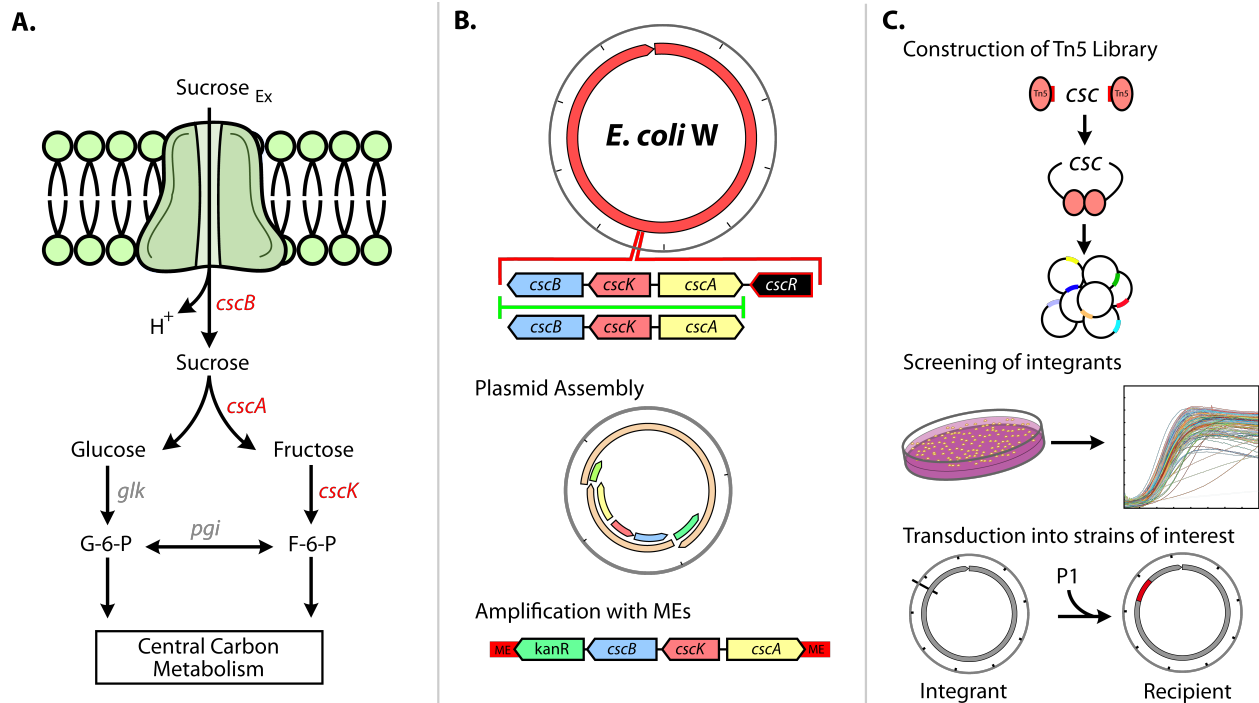 A.
Sucrose Ex
cscB
H+
Sucrose
cscA
Glucose
Fructose
glk
cscK
pgi
G-6-P
F-6-P
Central Carbon
Metabolism
B.
E. coli W
cscB cscK cscA cscR
cscB cscK cscA
Plasmid Assembly
Amplification with MEs
ME kanR cscB cscK cscA ME
C.
Construction of Tn5 Library
Tn5 csc Tn5
csc
Screening of integrants
Transduction into strains of interest
P1
Integrant
Recipient